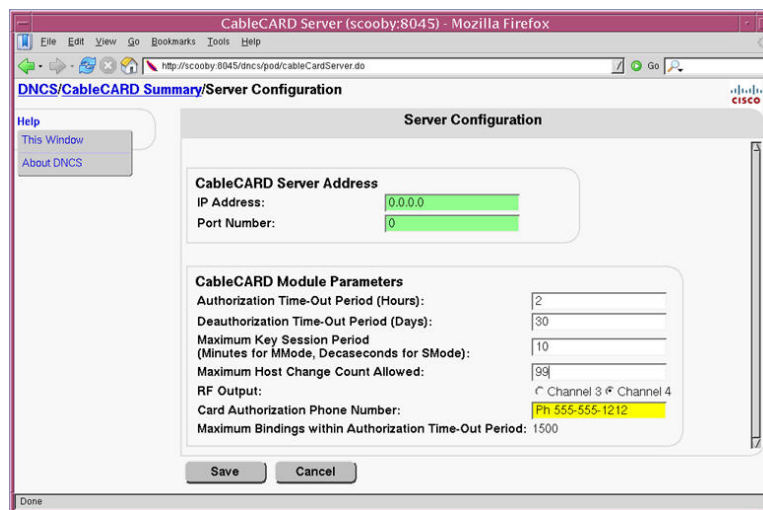 CableCARD Server (scooby:8045) - Mozilla Firefox
File Edit View Go Bookmarks Tools Help
http://scooby:8045/dncs/pod/cableCardServer.do Go
DNCS/CableCARD Summary/Server Configuration
CISCO
Help
This Window
About DNCS
Server Configuration
CableCARD Server Address
IP Address: 0.0.0.0
Port Number: 0
CableCARD Module Parameters
Authorization Time-Out Period (Hours): 2
Deauthorization Time-Out Period (Days): 30
Maximum Key Session Period
(Minutes for MMode, Decaseconds for SMode): 10
Maximum Host Change Count Allowed: 99
RF Output: Channel 3 Channel 4
Card Authorization Phone Number: Ph 555-555-1212
Maximum Bindings within Authorization Time-Out Period: 1500
Save Cancel
Done